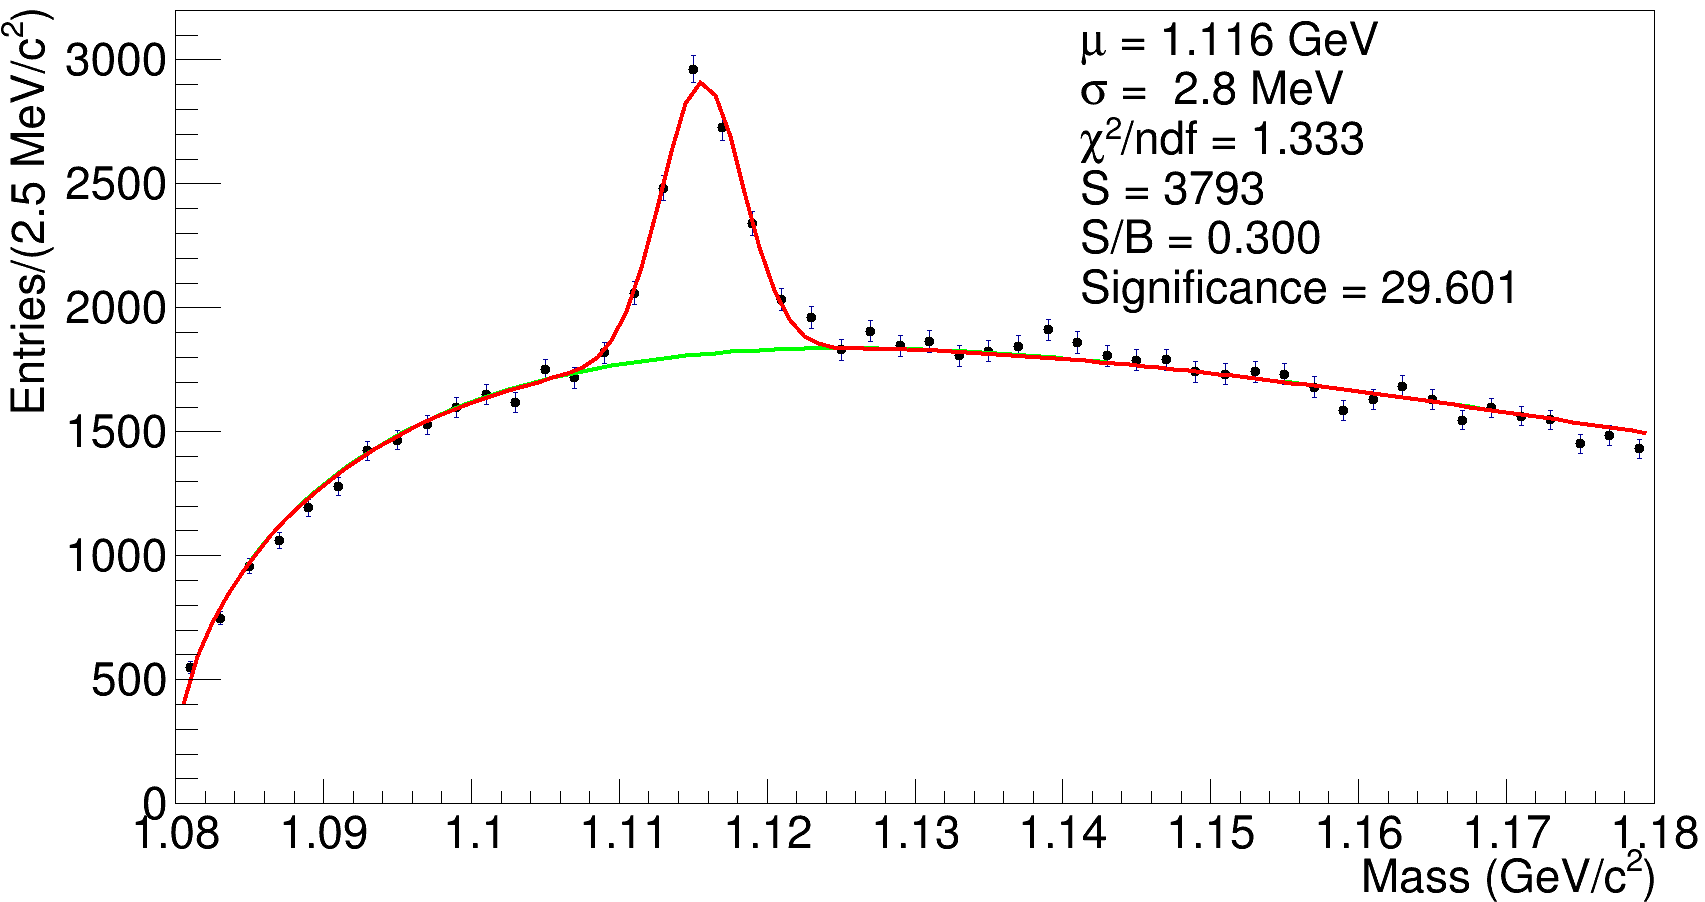 Entries/(2.5 MeV/c²)
3000
2500
2000
1500
1000
500
0
μ = 1.116 GeV
σ = 2.8 MeV
χ²/ndf = 1.333
S = 3793
S/B = 0.300
Significance = 29.601
1.08 1.09 1.1 1.11 1.12 1.13 1.14 1.15 1.16 1.17 1.18
Mass (GeV/c²)